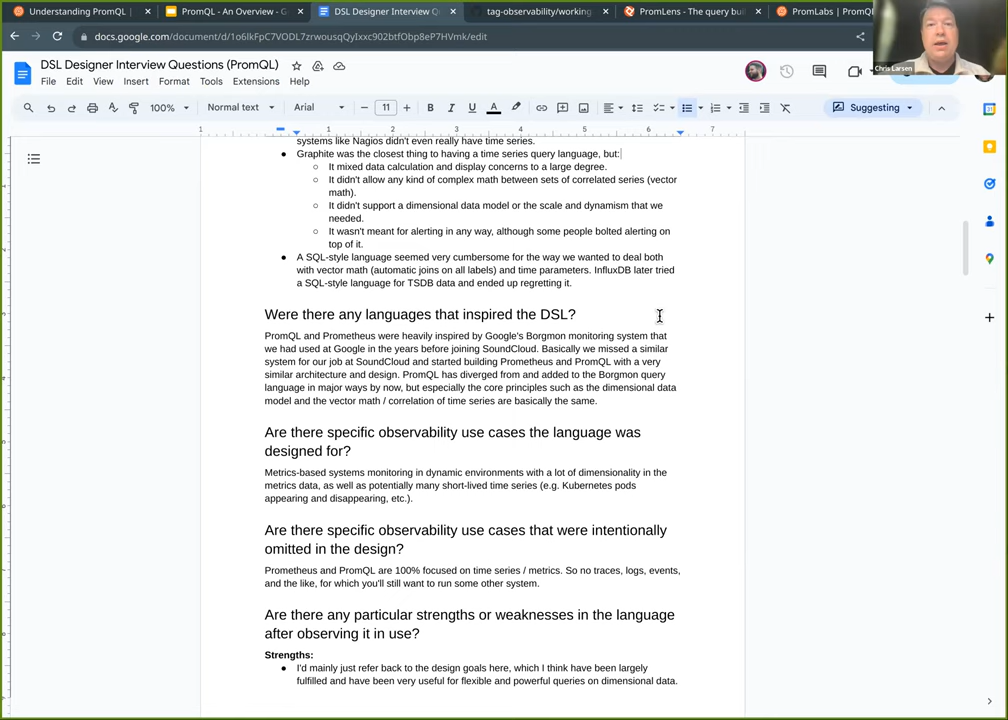 Understanding PromQL |
PromQL - An Overview - G
DSL Designer Interview Q
tag-observability/working
PromLens - The query bui
PromLabs | PromQL
docs.google.com/document/d/1o6lkFpC7VODL7zrwousqQyIxxc902btfObp8eP7HVmk/edit
Chris Larsen
DSL Designer Interview Questions (PromQL)
File Edit View Insert Format Tools Extensions Help
100% Normal text Arial 11 Suggesting
1 1 2 3 4 5 6 7
systems like Nagios didn't even really have time series.
● Graphite was the closest thing to having a time series query language, but:
○ It mixed data calculation and display concerns to a large degree.
○ It didn't allow any kind of complex math between sets of correlated series (vector
math).
○ It didn't support a dimensional data model or the scale and dynamism that we
needed.
○ It wasn't meant for alerting in any way, although some people bolted alerting on
top of it.
● A SQL-style language seemed very cumbersome for the way we wanted to deal both
with vector math (automatic joins on all labels) and time parameters. InfluxDB later tried
a SQL-style language for TSDB data and ended up regretting it.
Were there any languages that inspired the DSL?
PromQL and Prometheus were heavily inspired by Google's Borgmon monitoring system that
we had used at Google in the years before joining SoundCloud. Basically we missed a similar
system for our job at SoundCloud and started building Prometheus and PromQL with a very
similar architecture and design. PromQL has diverged from and added to the Borgmon query
language in major ways by now, but especially the core principles such as the dimensional data
model and the vector math / correlation of time series are basically the same.
Are there specific observability use cases the language was
designed for?
Metrics-based systems monitoring in dynamic environments with a lot of dimensionality in the
metrics data, as well as potentially many short-lived time series (e.g. Kubernetes pods
appearing and disappearing, etc.).
Are there specific observability use cases that were intentionally
omitted in the design?
Prometheus and PromQL are 100% focused on time series / metrics. So no traces, logs, events,
and the like, for which you'll still want to run some other system.
Are there any particular strengths or weaknesses in the language
after observing it in use?
Strengths:
● I'd mainly just refer back to the design goals here, which I think have been largely
fulfilled and have been very useful for flexible and powerful queries on dimensional data.